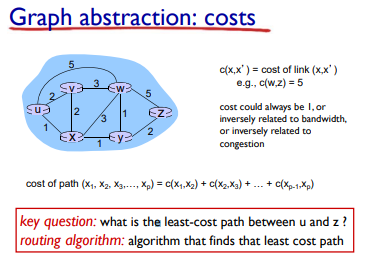 Graph abstraction: costs
5
v
3
w
5
2
u
2
3
1
z
1
x
1
y
2
c(x,x') = cost of link (x,x')
e.g., c(w,z) = 5
cost could always be 1, or
inversely related to bandwidth,
or inversely related to
congestion
cost of path (x1, x2, x3,…, xp) = c(x1,x2) + c(x2,x3) + … + c(xp-1,xp)
key question: what is the least-cost path between u and z ?
routing algorithm: algorithm that finds that least cost path